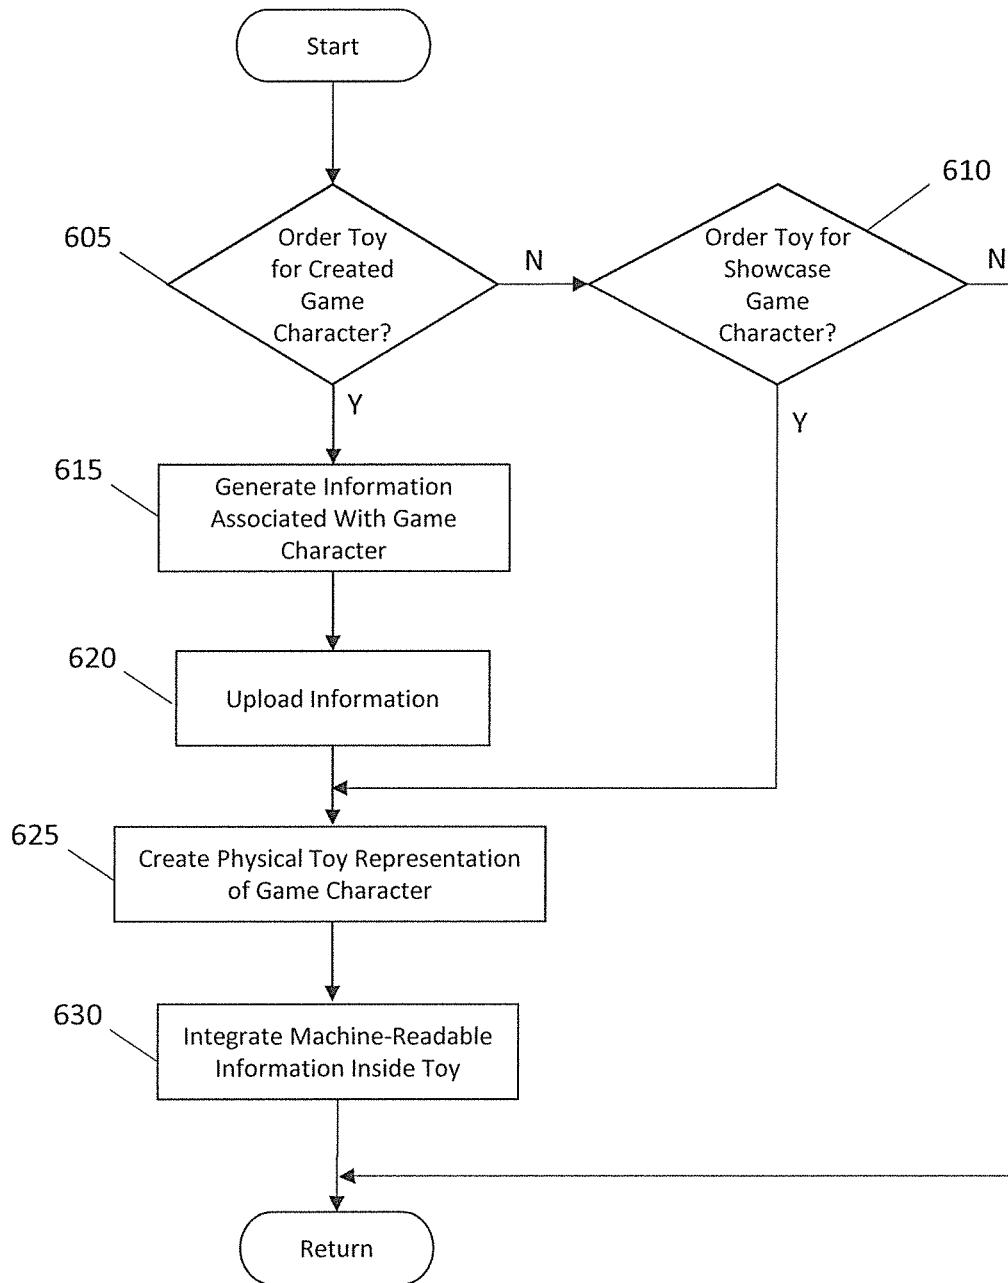 Start
605
Order Toy
for Created
Game
Character?
N
610
Order Toy for
Showcase
Game
Character?
N
Y
Y
615
Generate Information
Associated With Game
Character
620
Upload Information
625
Create Physical Toy Representation
of Game Character
630
Integrate Machine-Readable
Information Inside Toy
Return